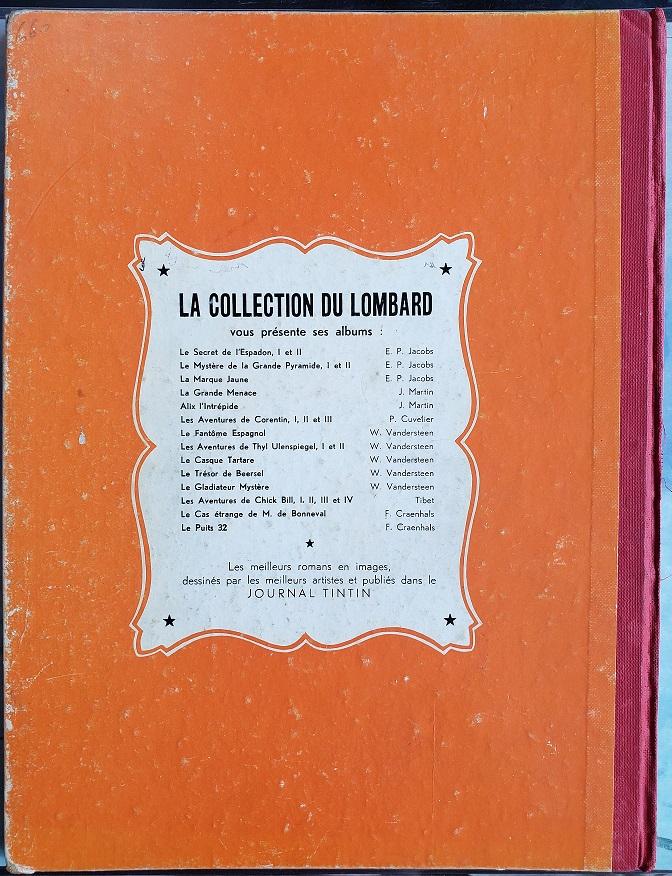 660
LA COLLECTION DU LOMBARD
vous présente ses albums :
Le Secret de l'Espadon, I et II E. P. Jacobs
Le Mystère de la Grande Pyramide, I et II E. P. Jacobs
La Marque Jaune E. P. Jacobs
La Grande Menace J. Martin
Alix l'Intrépide J. Martin
Les Aventures de Corentin, I, II et III P. Cuvelier
Le Fantôme Espagnol W. Vandersteen
Les Aventures de Thyl Ulenspiegel, I et II W. Vandersteen
Le Casque Tartare W. Vandersteen
Le Trésor de Beersel W. Vandersteen
Le Gladiateur Mystère W. Vandersteen
Les Aventures de Chick Bill, I. II, III et IV Tibet
Le Cas étrange de M. de Bonneval F. Craenhals
Le Puits 32 F. Craenhals
Les meilleurs romans en images,
dessinés par les meilleurs artistes et publiés dans le
JOURNAL TINTIN